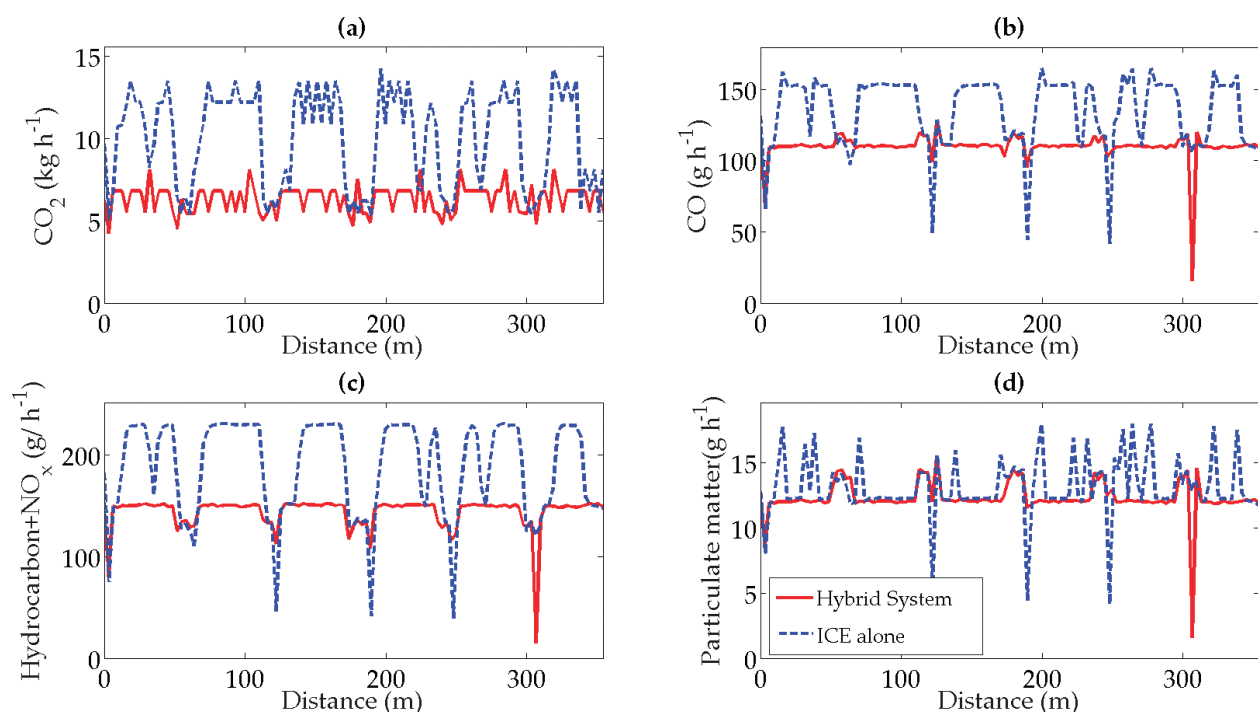 (a)
CO2 (kg h-1)
15
10
5
0
0 100 200 300
Distance (m)
(b)
CO (g h-1)
150
100
50
0
0 100 200 300
Distance (m)
(c)
Hydrocarbon+NOx (g/ h-1)
200
100
0
0 100 200 300
Distance (m)
(d)
Particulate matter(g h-1)
15
10
5
0
0 100 200 300
Distance (m)
Hybrid System
ICE alone